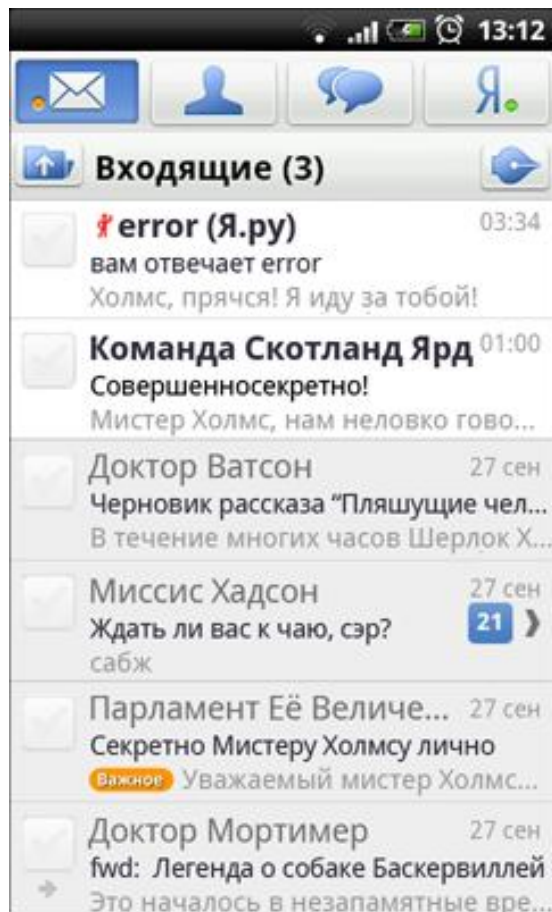 13:12
Я.
Входящие (3)
error (Я.ру) 03:34
вам отвечает error
Холмс, прячся! Я иду за тобой!
Команда Скотланд Ярд 01:00
Совершенносекретно!
Мистер Холмс, нам неловко гово...
Доктор Ватсон 27 сен
Черновик рассказа “Пляшущие чел...
В течение многих часов Шерлок Х...
Миссис Хадсон 27 сен
Ждать ли вас к чаю, сэр? 21
сабж
Парламент Её Величе... 27 сен
Секретно Мистеру Холмсу лично
Важное Уважаемый мистер Холмс...
Доктор Мортимер 27 сен
fwd: Легенда о собаке Баскервиллей
Это началось в незапамятные вре...